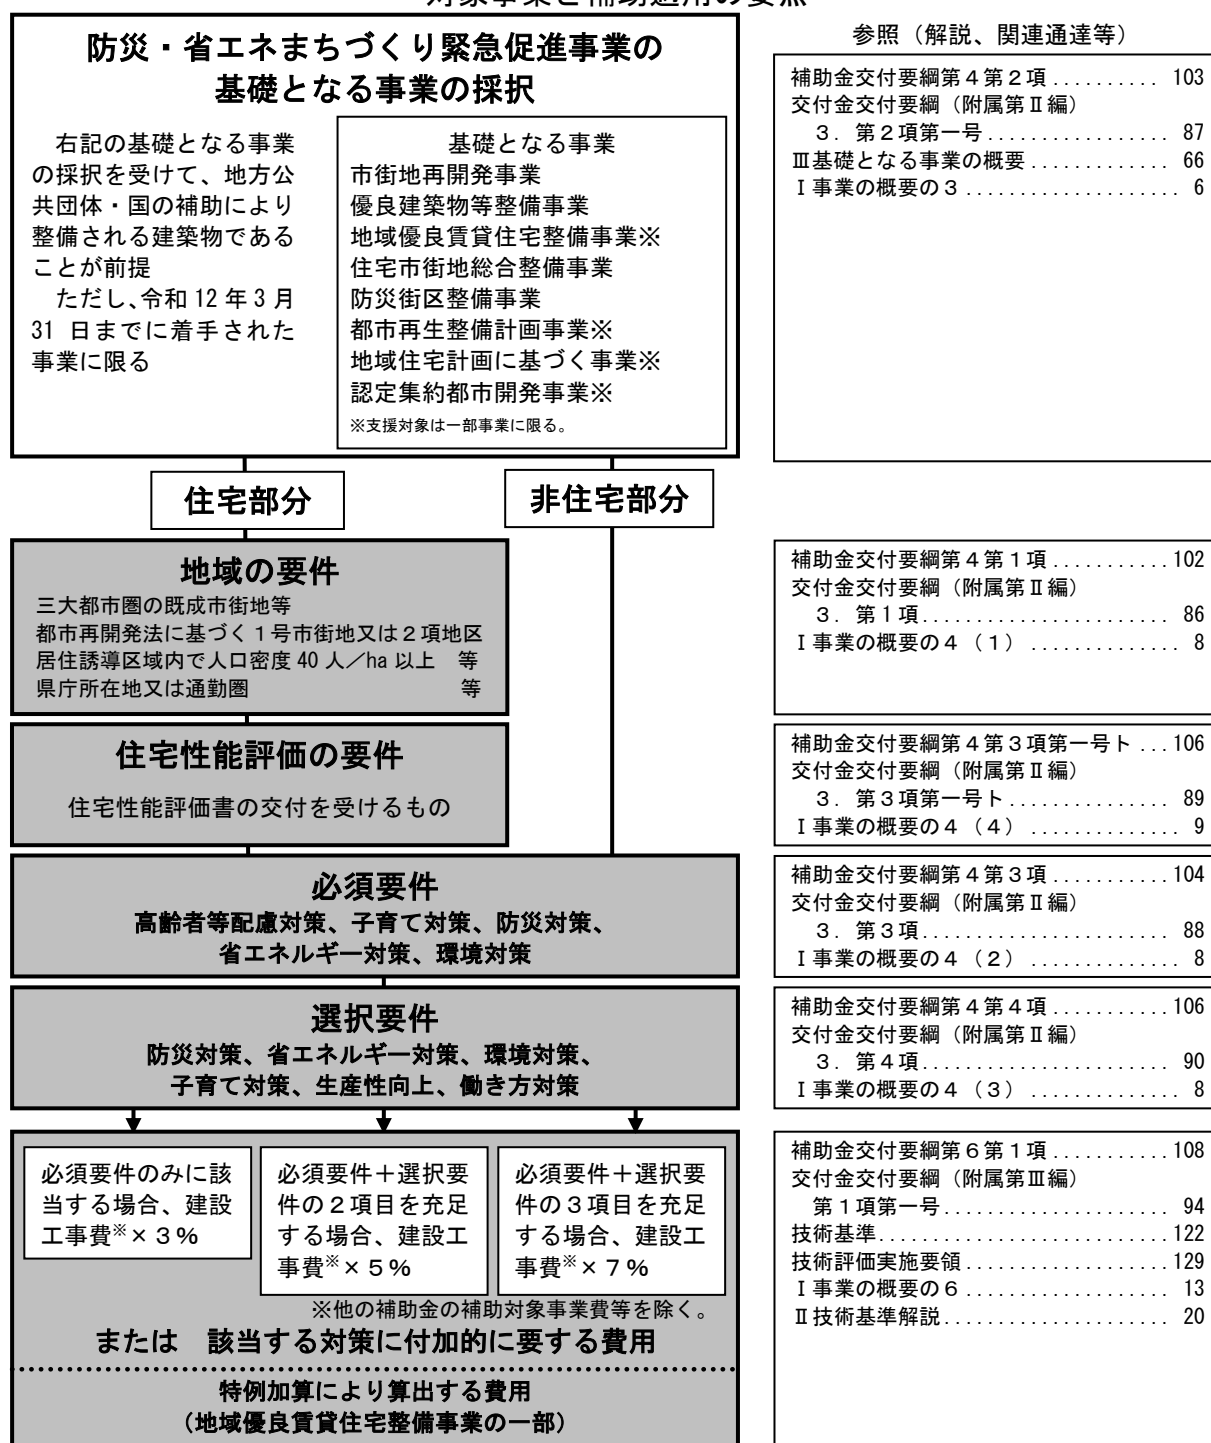 対象事業と補助適用の要点
防災・省エネまちづくり緊急促進事業の
基礎となる事業の採択
右記の基礎となる事業
の採択を受けて、地方公
共団体・国の補助により
整備される建築物である
ことが前提
ただし、令和12年3月
31 日までに着手された
事業に限る
基礎となる事業
市街地再開発事業
優良建築物等整備事業
地域優良賃貸住宅整備事業※
住宅市街地総合整備事業
防災街区整備事業
都市再生整備計画事業※
地域住宅計画に基づく事業※
認定集約都市開発事業※
※支援対象は一部事業に限る。
住宅部分
非住宅部分
地域の要件
三大都市圏の既成市街地等
都市再開発法に基づく1号市街地又は2項地区
居住誘導区域内で人口密度40人/ha以上 等
県庁所在地又は通勤圏 等
住宅性能評価の要件
住宅性能評価書の交付を受けるもの
必須要件
高齢者等配慮対策、子育て対策、防災対策、
省エネルギー対策、環境対策
選択要件
防災対策、省エネルギー対策、環境対策、
子育て対策、生産性向上、働き方対策
必須要件のみに該
当する場合、建設
工事費※×3%
必須要件+選択要
件の2項目を充足
する場合、建設工
事費※×5%
必須要件+選択要
件の3項目を充足
する場合、建設工
事費※×7%
※他の補助金の補助対象事業費等を除く。
または 該当する対策に付加的に要する費用
特例加算により算出する費用
(地域優良賃貸住宅整備事業の一部)
参照(解説、関連通達等)
補助金交付要綱第4第2項.......... 103
交付金交付要綱(附属第Ⅱ編)
3．第2項第一号................ 87
Ⅲ基礎となる事業の概要............. 66
Ⅰ事業の概要の3.................... 6
補助金交付要綱第4第1項...........102
交付金交付要綱(附属第Ⅱ編)
3．第1項....................... 86
Ⅰ事業の概要の4(1).............. 8
補助金交付要綱第4第3項第一号ト...106
交付金交付要綱(附属第Ⅱ編)
3．第3項第一号ト............... 89
Ⅰ事業の概要の4(4).............. 9
補助金交付要綱第4第3項...........104
交付金交付要綱(附属第Ⅱ編)
3．第3項....................... 88
Ⅰ事業の概要の4(2).............. 8
補助金交付要綱第4第4項...........106
交付金交付要綱(附属第Ⅱ編)
3．第4項....................... 90
Ⅰ事業の概要の4(3).............. 8
補助金交付要綱第6第1項...........108
交付金交付要綱(附属第Ⅲ編)
第1項第一号..................... 94
技術基準...........................122
技術評価実施要領...................129
Ⅰ事業の概要の6................... 13
Ⅱ技術基準解説..................... 20